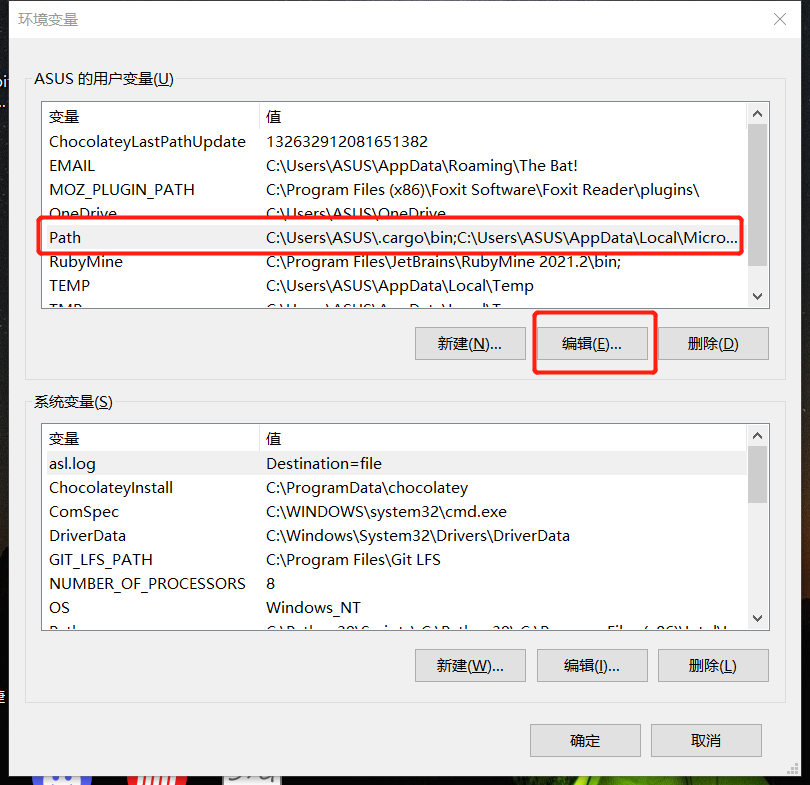 环境变量
ASUS 的用户变量(U)
变量 值
ChocolateyLastPathUpdate 132632912081651382
EMAIL C:\Users\ASUS\AppData\Roaming\The Bat!
MOZ_PLUGIN_PATH C:\Program Files (x86)\Foxit Software\Foxit Reader\plugins\
OneDrive C:\Users\ASUS\OneDrive
Path C:\Users\ASUS\.cargo\bin;C:\Users\ASUS\AppData\Local\Micro...
RubyMine C:\Program Files\JetBrains\RubyMine 2021.2\bin;
TEMP C:\Users\ASUS\AppData\Local\Temp
新建(N)... 编辑(E)... 删除(D)
系统变量(S)
变量 值
asl.log Destination=file
ChocolateyInstall C:\ProgramData\chocolatey
ComSpec C:\WINDOWS\system32\cmd.exe
DriverData C:\Windows\System32\Drivers\DriverData
GIT_LFS_PATH C:\Program Files\Git LFS
NUMBER_OF_PROCESSORS 8
OS Windows_NT
新建(W)... 编辑(I)... 删除(L)
确定 取消